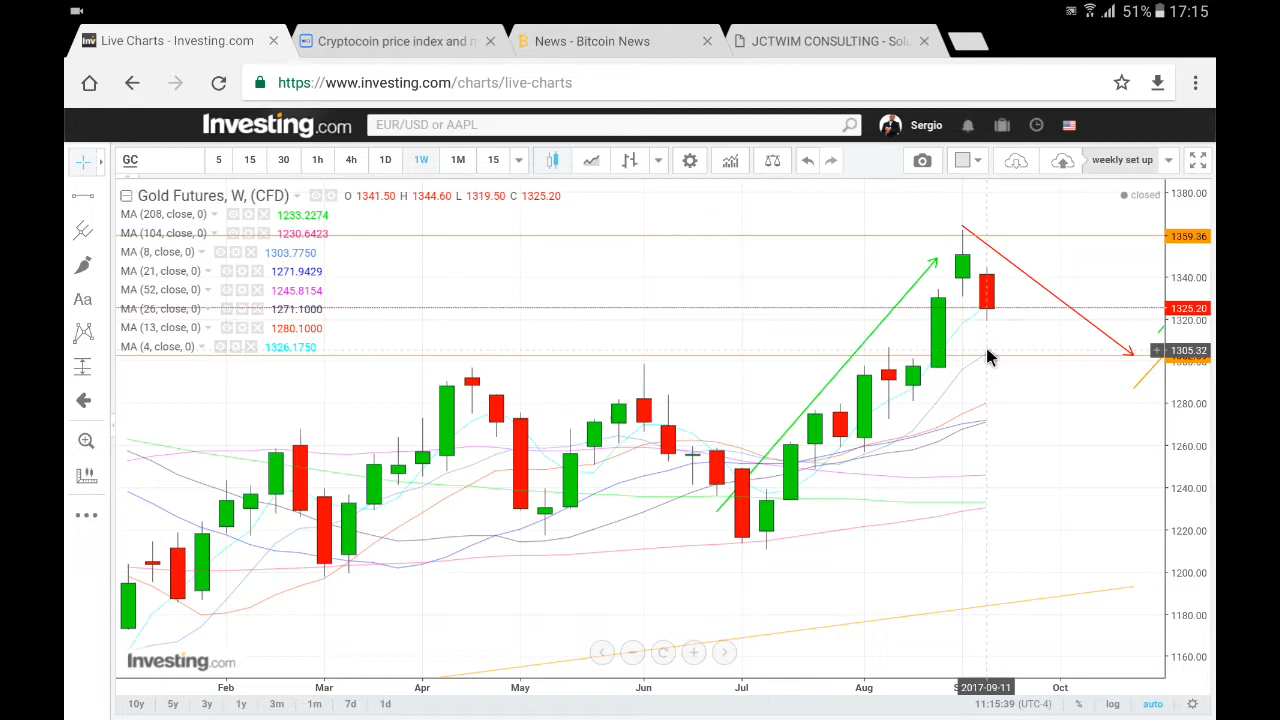 51% 17:15
Live Charts - Investing.com
Cryptocoin price index and m
News - Bitcoin News
JCTWIM CONSULTING - Solu
https://www.investing.com/charts/live-charts
Investing.com
EUR/USD or AAPL
Sergio
GC 5 15 30 1h 4h 1D 1W 1M 15 weekly set up
Gold Futures, W, (CFD) O 1341.50 H 1344.60 L 1319.50 C 1325.20
closed
MA (208, close, 0) 1233.2274
MA (104, close, 0) 1230.6423
MA (8, close, 0) 1303.7750
MA (21, close, 0) 1271.9429
MA (52, close, 0) 1245.8154
MA (26, close, 0) 1271.1000
MA (13, close, 0) 1280.1000
MA (4, close, 0) 1326.1750
Aa
1380.00
1359.36
1340.00
1325.20
1320.00
1305.32
1280.00
1260.00
1240.00
1220.00
1200.00
1180.00
1160.00
Investing.com
Feb Mar Apr May Jun Jul Aug 2017-09-11 Oct
10y 5y 3y 1y 3m 1m 7d 1d 11:15:39 (UTC-4) % log auto